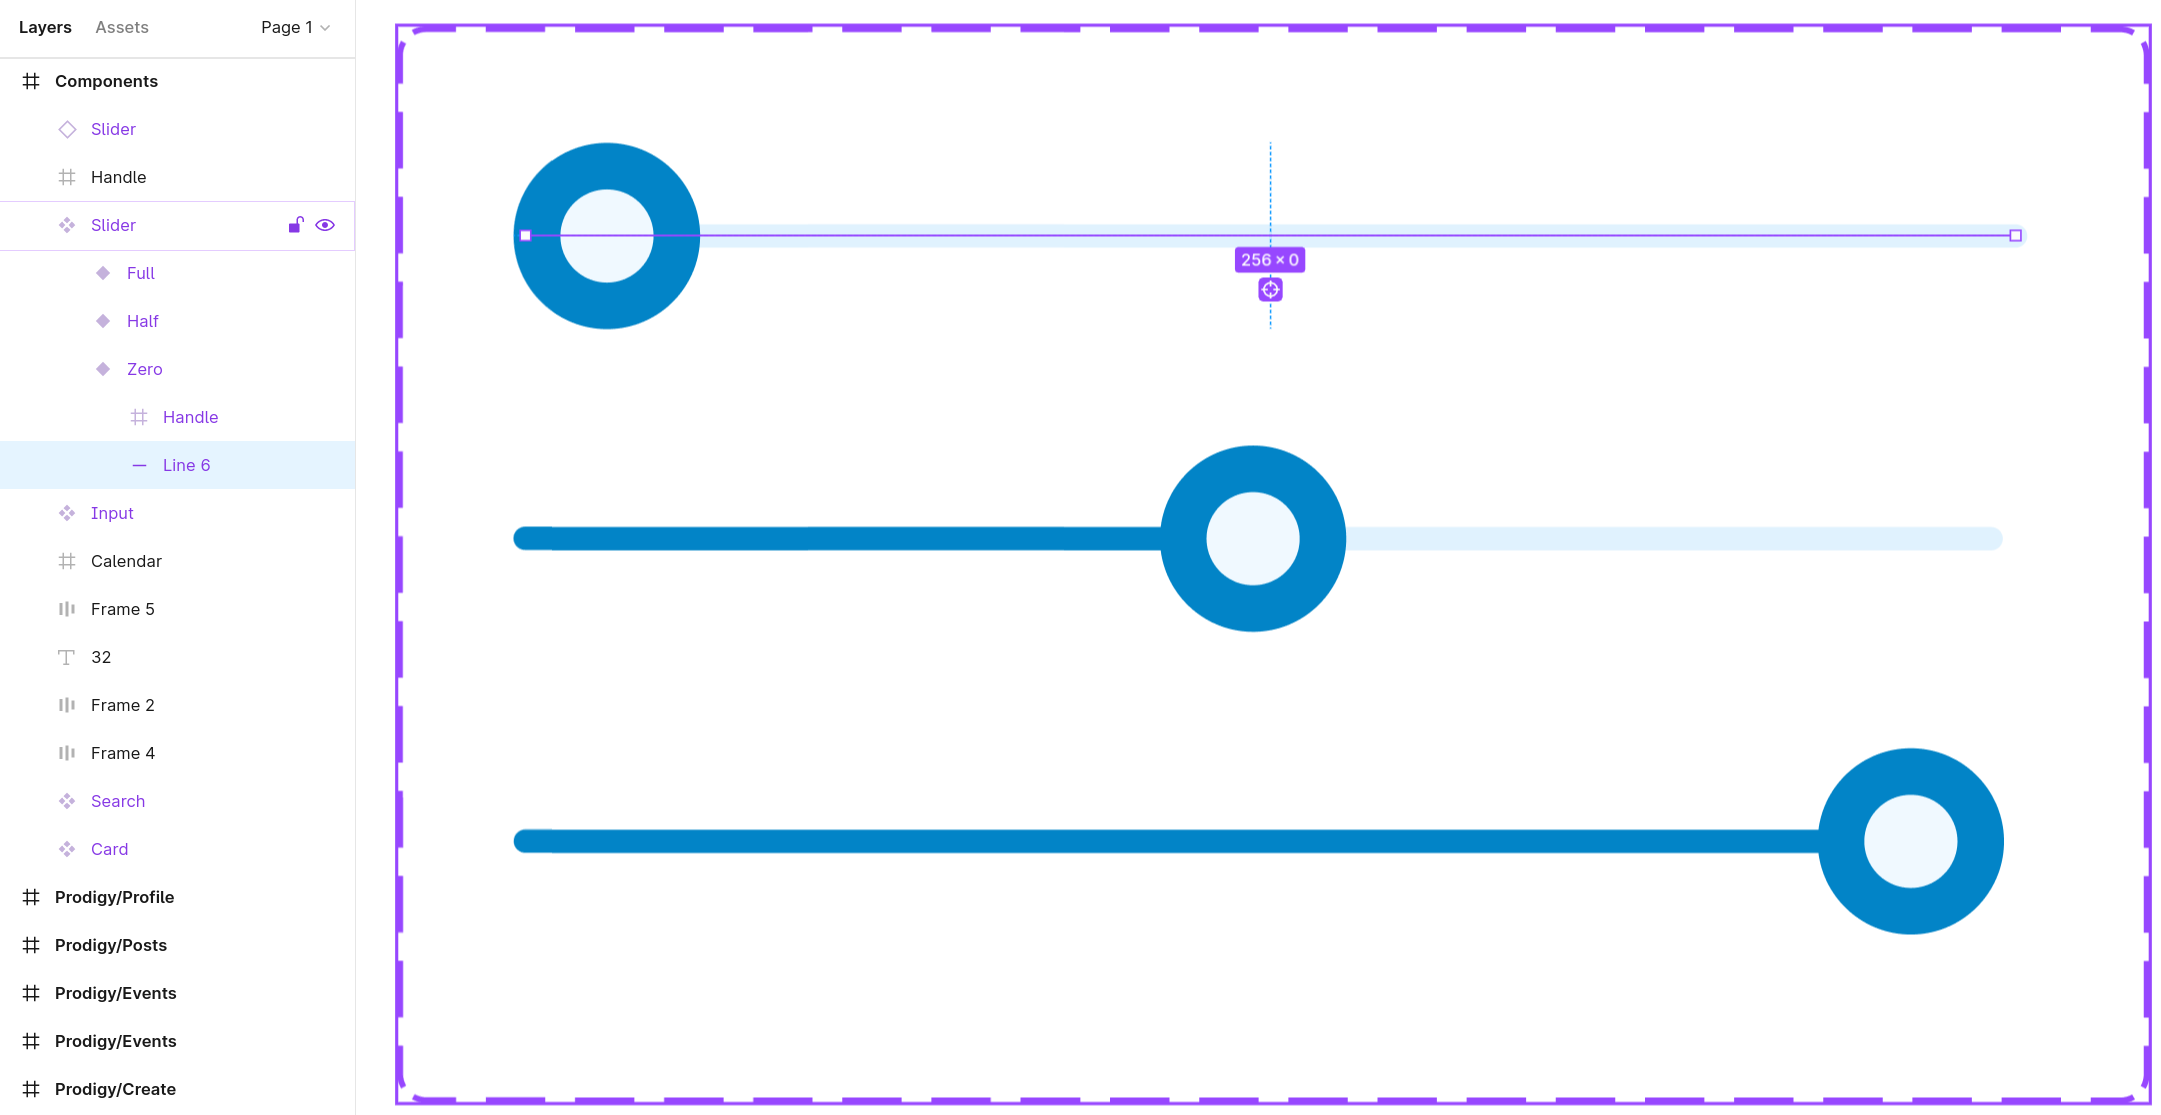 Layers Assets Page 1
Components
Slider
Handle
Slider
Full
Half
Zero
Handle
Line 6
Input
Calendar
Frame 5
32
Frame 2
Frame 4
Search
Card
Prodigy/Profile
Prodigy/Posts
Prodigy/Events
Prodigy/Events
Prodigy/Create
256 × 0